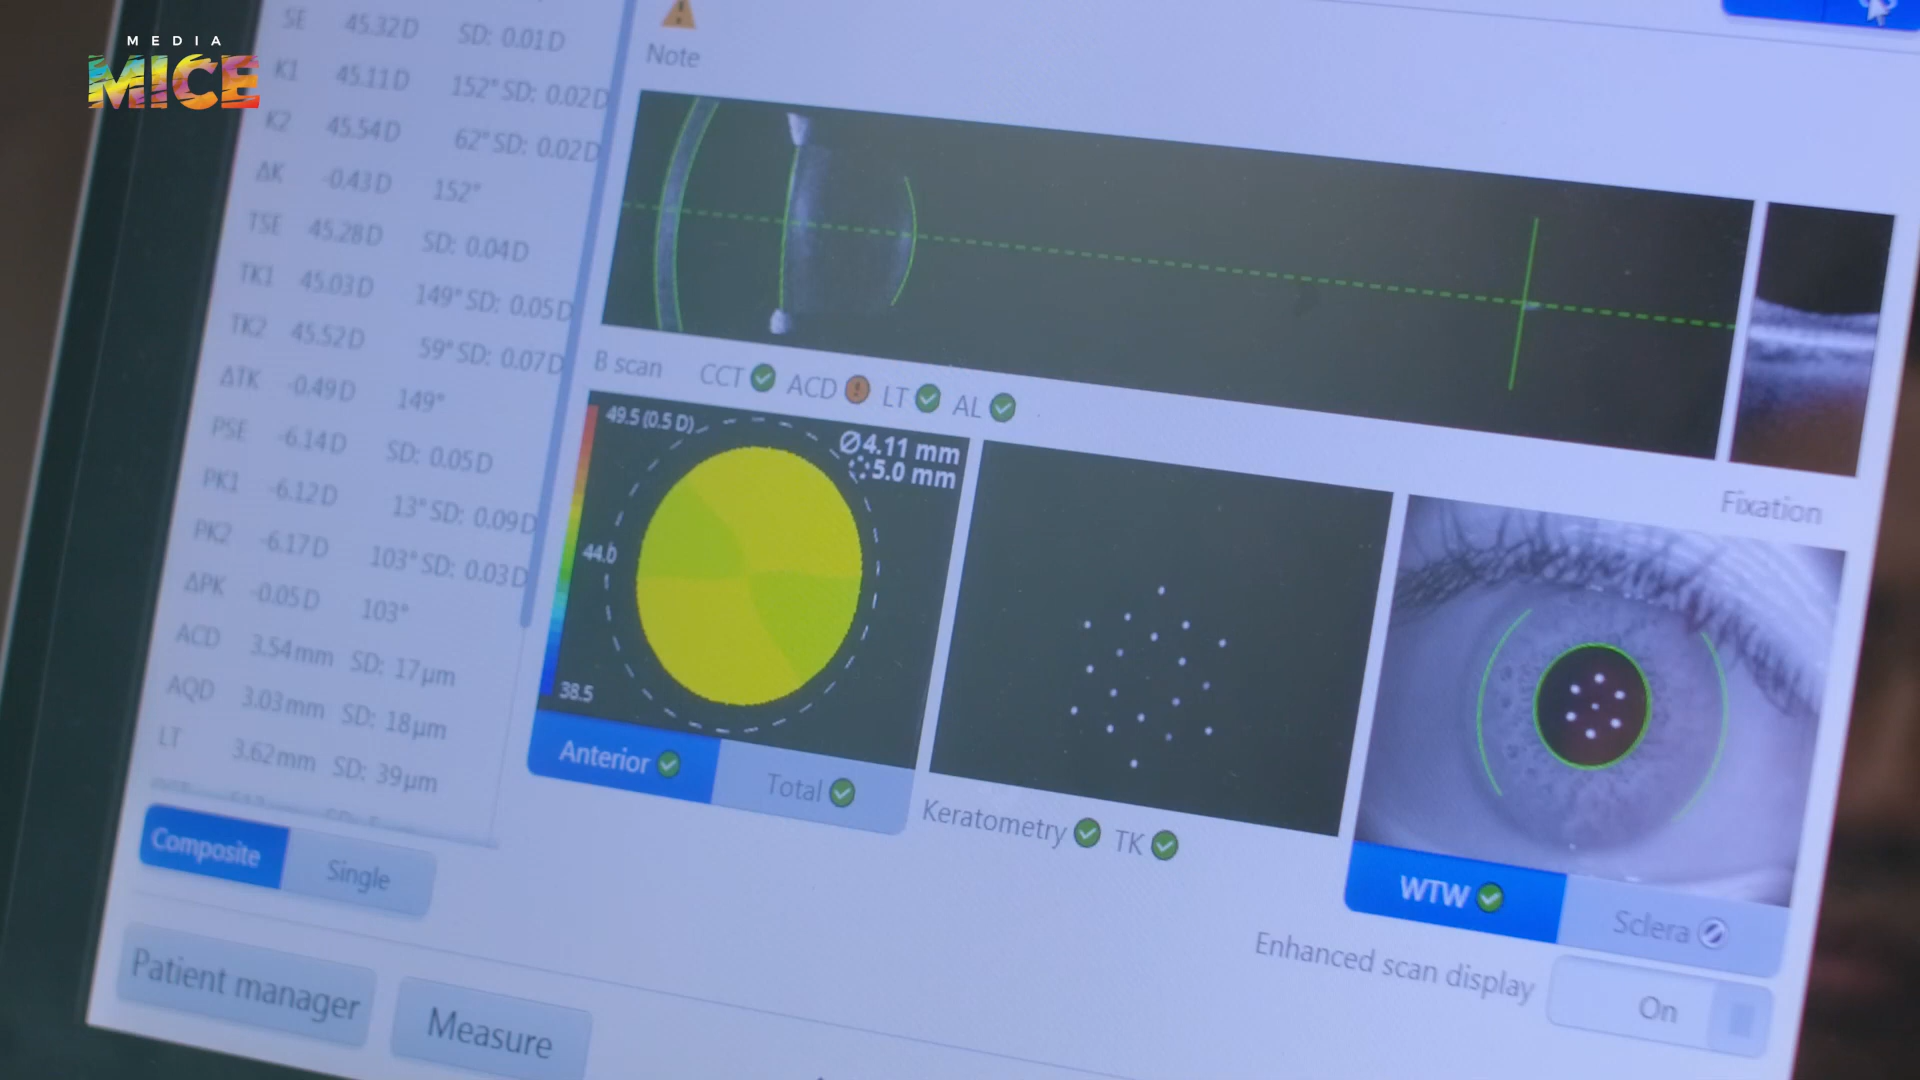 MEDIA
MICE
SE 45.32D SD: 0.01D
K1 45.11D 152° SD: 0.02D
K2 45.54D 62° SD: 0.02D
ΔK -0.43D 152°
TSE 45.28D SD: 0.04D
TK1 45.03D 149° SD: 0.05D
TK2 45.52D 59° SD: 0.07D
ΔTK -0.49D 149°
PSE -6.14D SD: 0.05D
PK1 -6.12D 13° SD: 0.09D
PK2 -6.17D 103° SD: 0.03D
ΔPK -0.05D 103°
ACD 3.54mm SD: 17µm
AQD 3.03mm SD: 18µm
LT 3.62mm SD: 39µm
Composite Single
Patient manager Measure
Note
B scan CCT ACD LT AL
Fixation
49.5 (0.5 D)
Ø4.11 mm
5.0 mm
44.0
38.5
Anterior Total
Keratometry TK
WTW Sclera
Enhanced scan display On